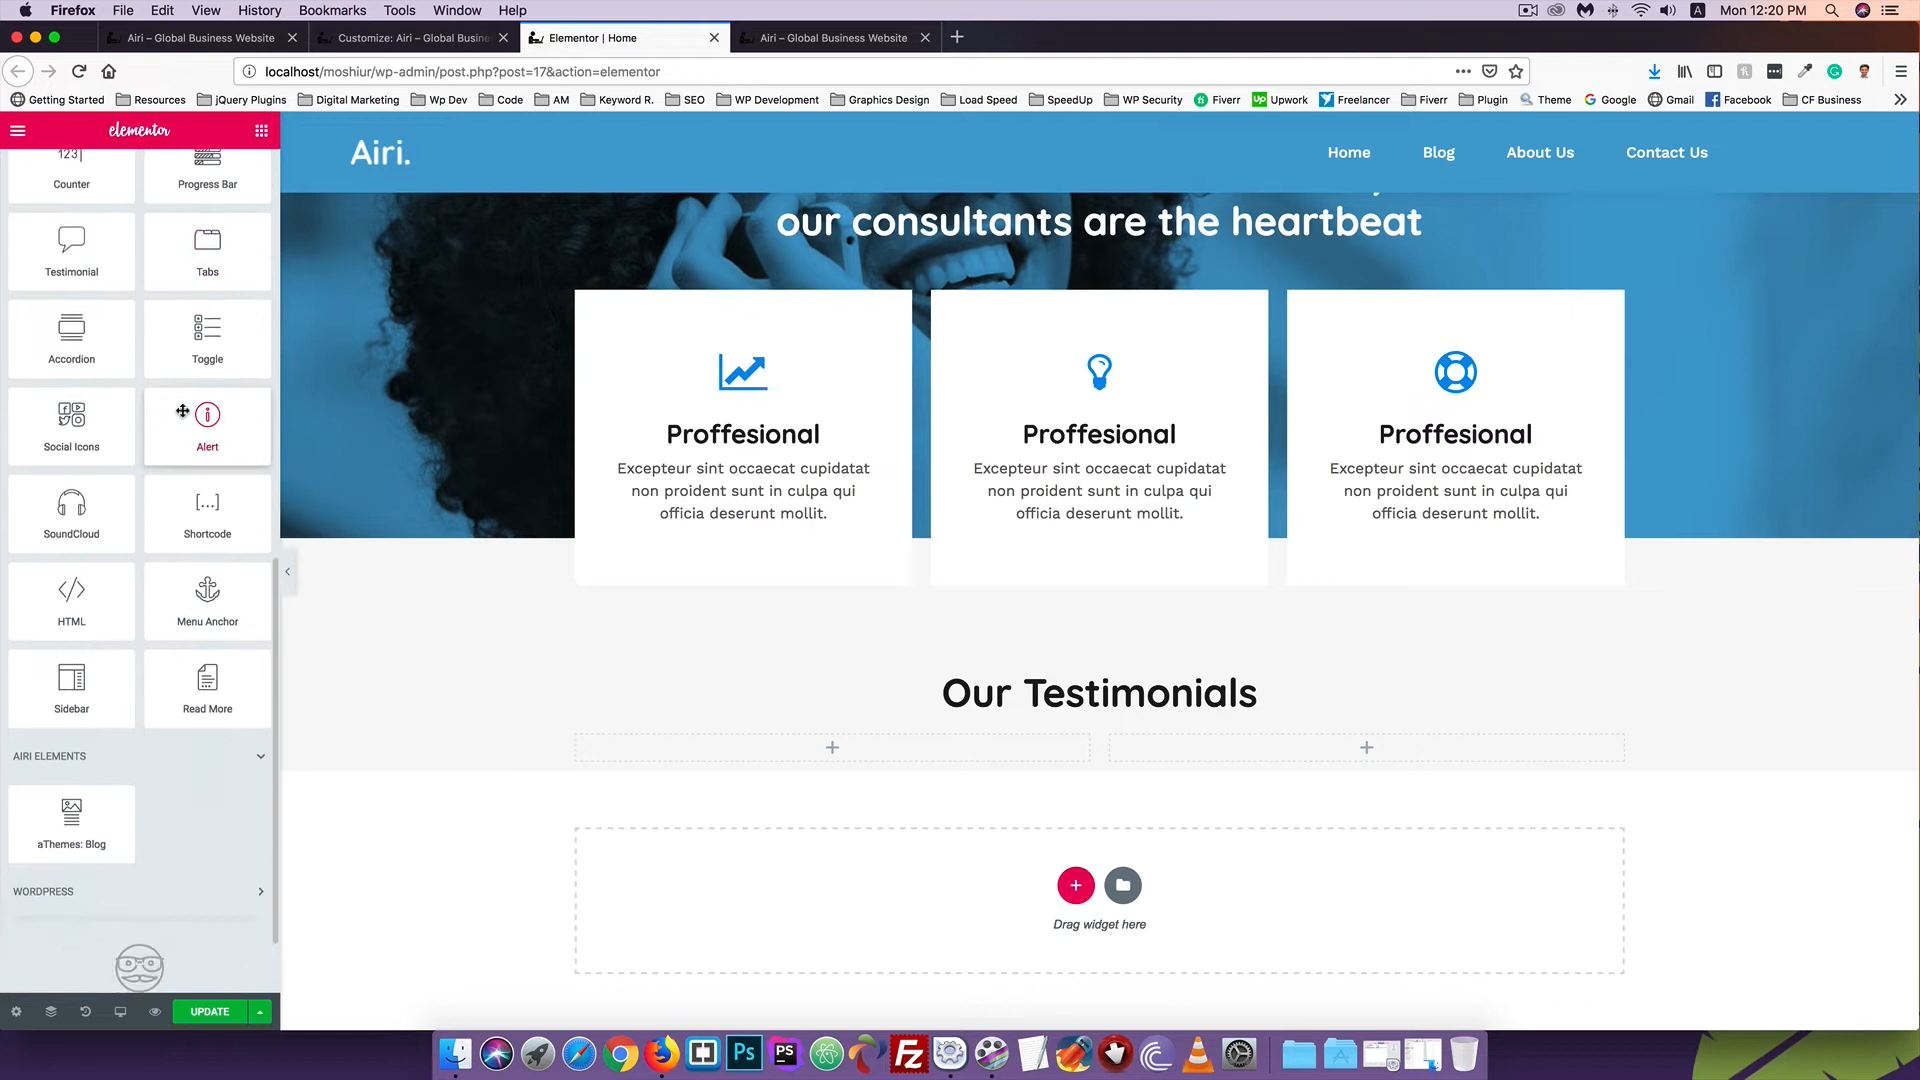 Firefox File Edit View History Bookmarks Tools Window Help
Mon 12:20 PM
Airi – Global Business Website
Customize: Airi – Global Busine
Elementor | Home
Airi – Global Business Website
localhost/moshiur/wp-admin/post.php?post=17&action=elementor
Getting Started Resources jQuery Plugins Digital Marketing Wp Dev Code AM Keyword R. SEO WP Development Graphics Design Load Speed SpeedUp WP Security Fiverr Upwork Freelancer Fiverr Plugin Theme Google Gmail Facebook CF Business
elementor
123
Counter
Progress Bar
Testimonial
Tabs
Accordion
Toggle
Social Icons
Alert
SoundCloud
[...]
Shortcode
HTML
Menu Anchor
Sidebar
Read More
AIRI ELEMENTS
aThemes: Blog
WORDPRESS
UPDATE
Airi.
Home Blog About Us Contact Us
our consultants are the heartbeat
Proffesional
Excepteur sint occaecat cupidatat
non proident sunt in culpa qui
officia deserunt mollit.
Proffesional
Excepteur sint occaecat cupidatat
non proident sunt in culpa qui
officia deserunt mollit.
Proffesional
Excepteur sint occaecat cupidatat
non proident sunt in culpa qui
officia deserunt mollit.
Our Testimonials
Drag widget here
Ps
PS
FZ